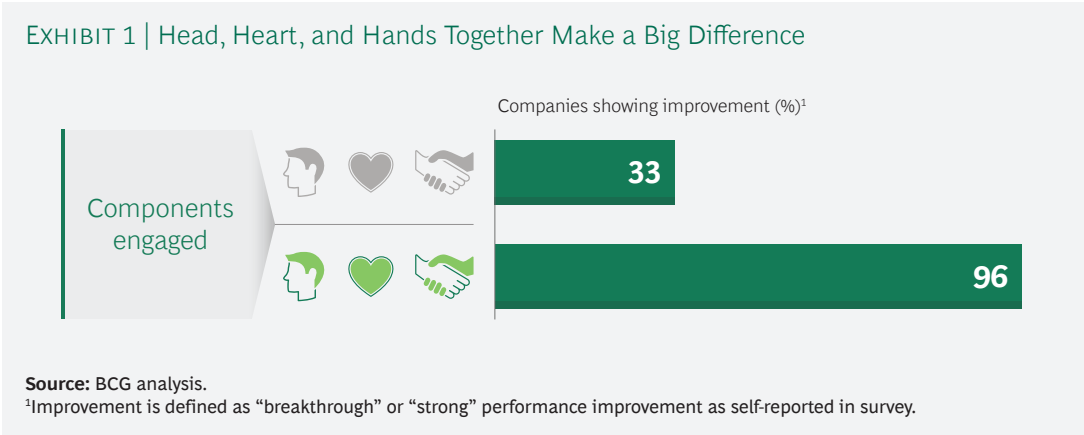 EXHIBIT 1 | Head, Heart, and Hands Together Make a Big Difference
Companies showing improvement (%)¹
33
Components
engaged
96
Source: BCG analysis.
¹Improvement is defined as “breakthrough” or “strong” performance improvement as self-reported in survey.